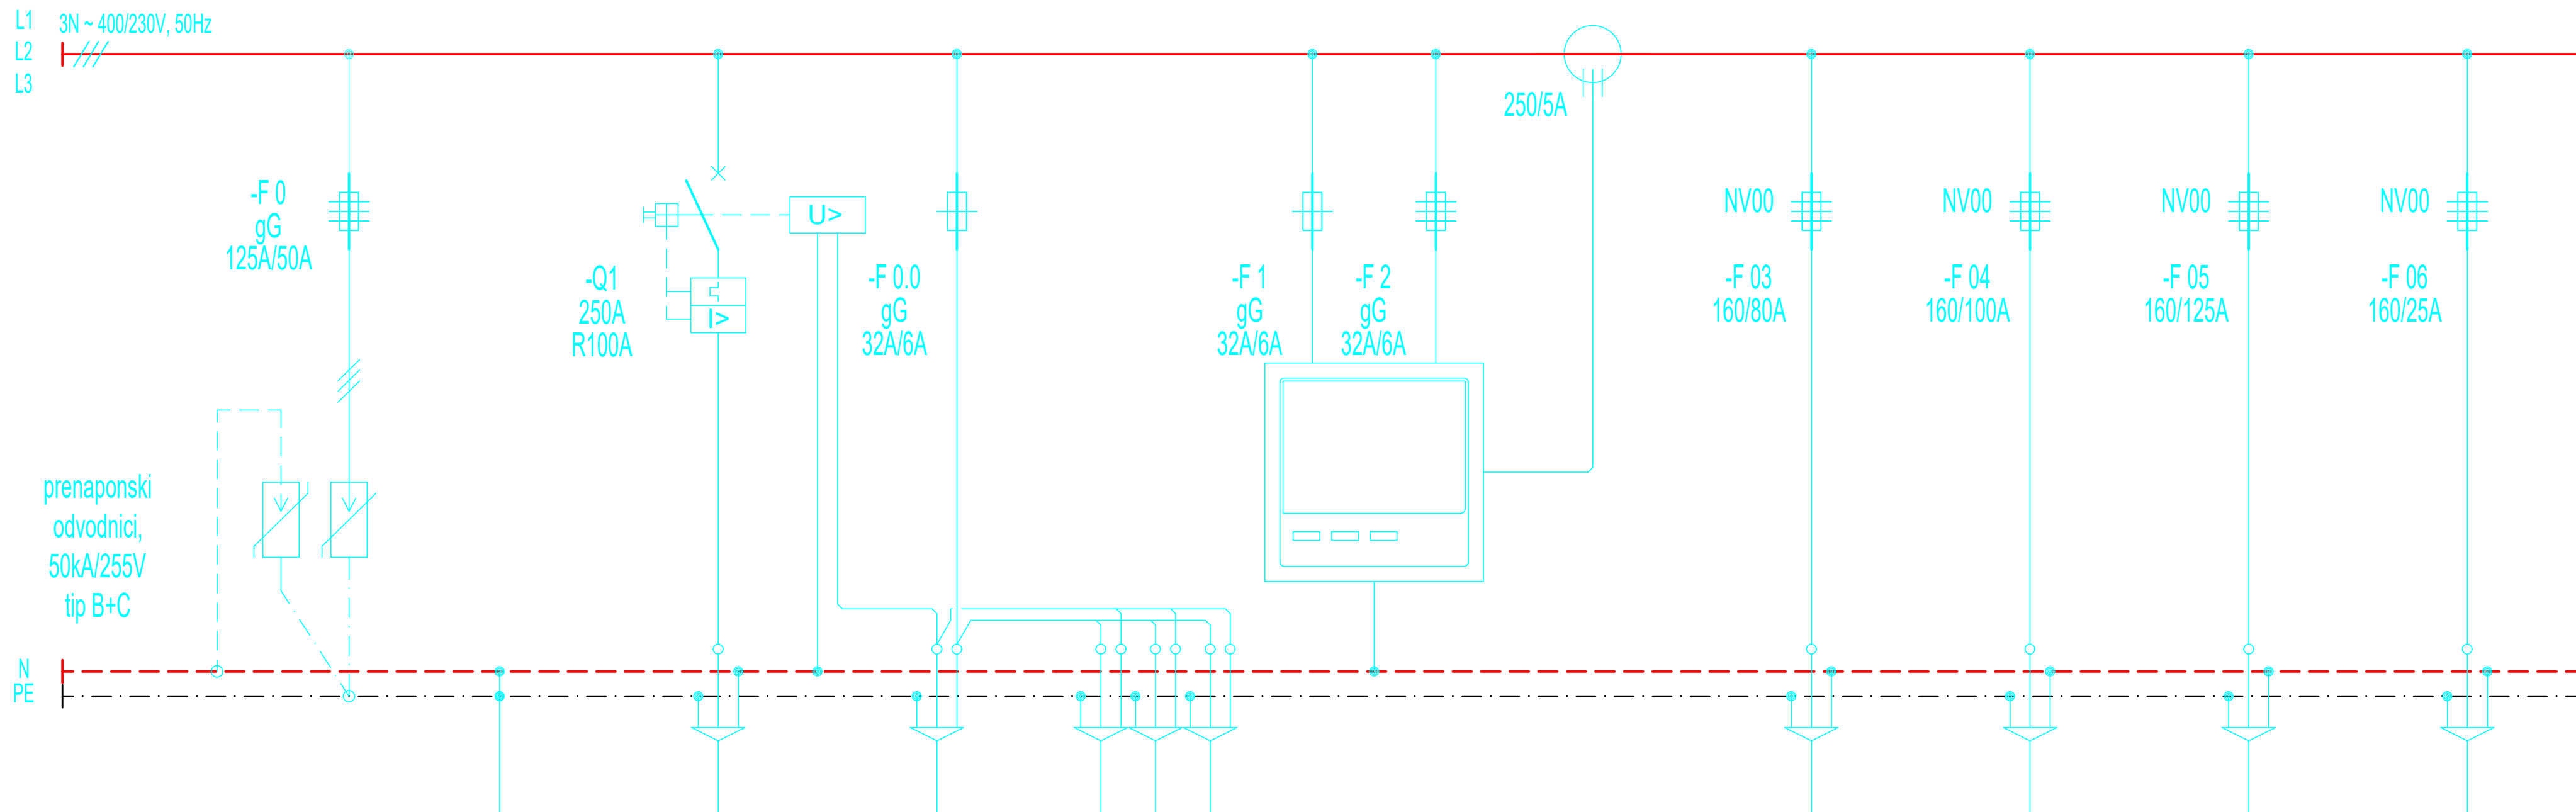 L1
3N ~ 400/230V, 50Hz
L2
L3
250/5A
-F 0
gG
125A/50A
-Q1
250A
R100A
U>
I>
-F 0.0
gG
32A/6A
-F 1
gG
32A/6A
-F 2
gG
32A/6A
NV00
-F 03
160/80A
NV00
-F 04
160/100A
NV00
-F 05
160/125A
NV00
-F 06
160/25A
prenaponski
odvodnici,
50kA/255V
tip B+C
N
PE